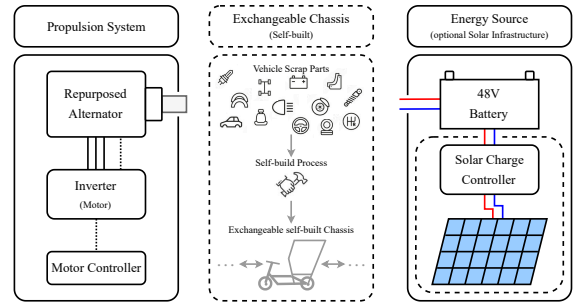 Propulsion System
Repurposed
Alternator
Inverter
(Motor)
Motor Controller
Exchangeable Chassis
(Self-built)
Vehicle Scrap Parts
Self-build Process
Exchangeable self-built Chassis
Energy Source
(optional Solar Infrastructure)
48V
Battery
Solar Charge
Controller